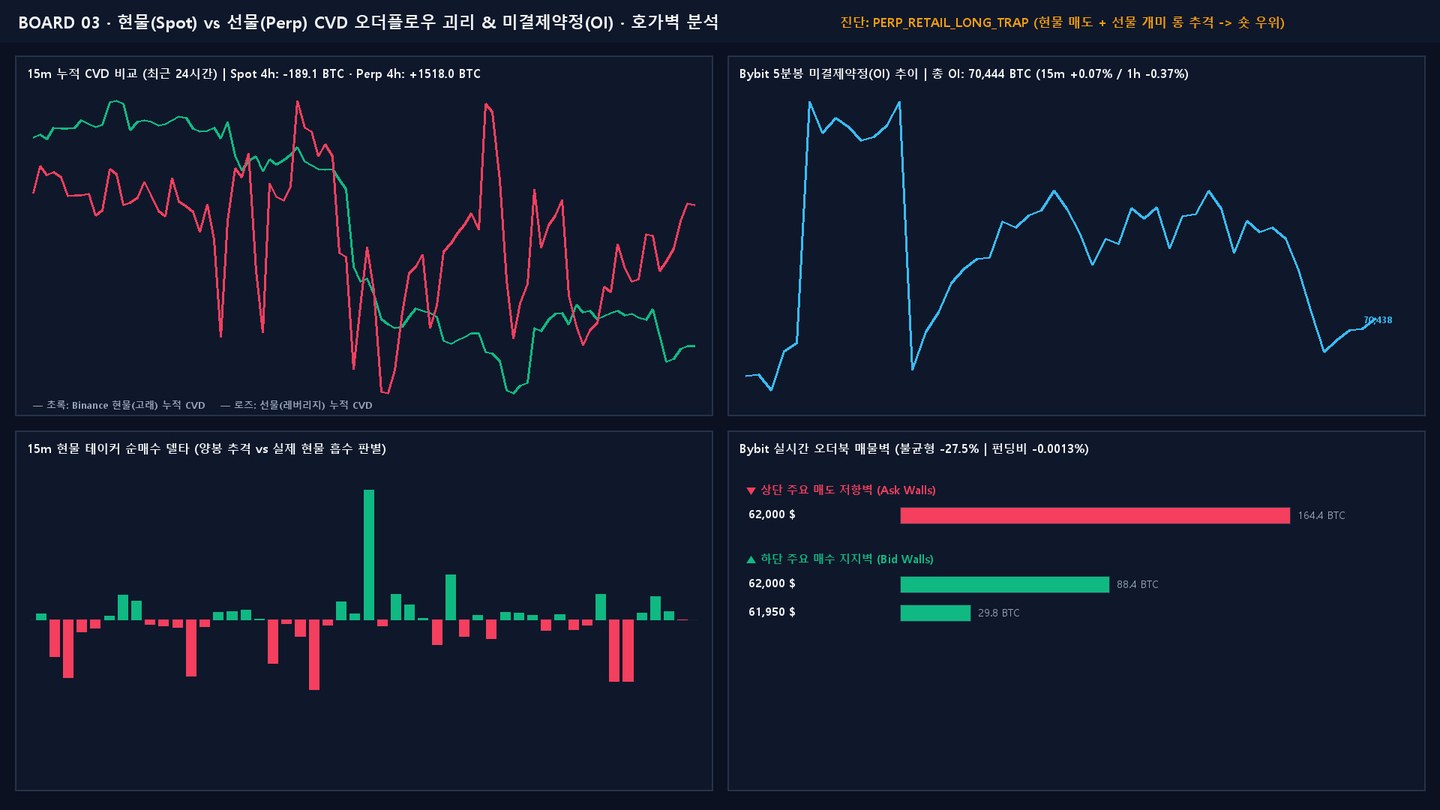 BOARD 03 · 현물(Spot) vs 선물(Perp) CVD 오더플로우 괴리 & 미결제약정(OI) · 호가벽 분석
진단: PERP_RETAIL_LONG_TRAP (현물 매도 + 선물 개미 롱 추격 -> 숏 우위)
15m 누적 CVD 비교 (최근 24시간) | Spot 4h: -189.1 BTC · Perp 4h: +1518.0 BTC
— 초록: Binance 현물(고래) 누적 CVD — 로즈: 선물(레버리지) 누적 CVD
Bybit 5분봉 미결제약정(OI) 추이 | 총 OI: 70,444 BTC (15m +0.07% / 1h -0.37%)
70,438
15m 현물 테이커 순매수 델타 (양봉 추격 vs 실제 현물 흡수 판별)
Bybit 실시간 오더북 매물벽 (불균형 -27.5% | 펀딩비 -0.0013%)
▼ 상단 주요 매도 저항벽 (Ask Walls)
62,000 $ 164.4 BTC
▲ 하단 주요 매수 지지벽 (Bid Walls)
62,000 $ 88.4 BTC
61,950 $ 29.8 BTC